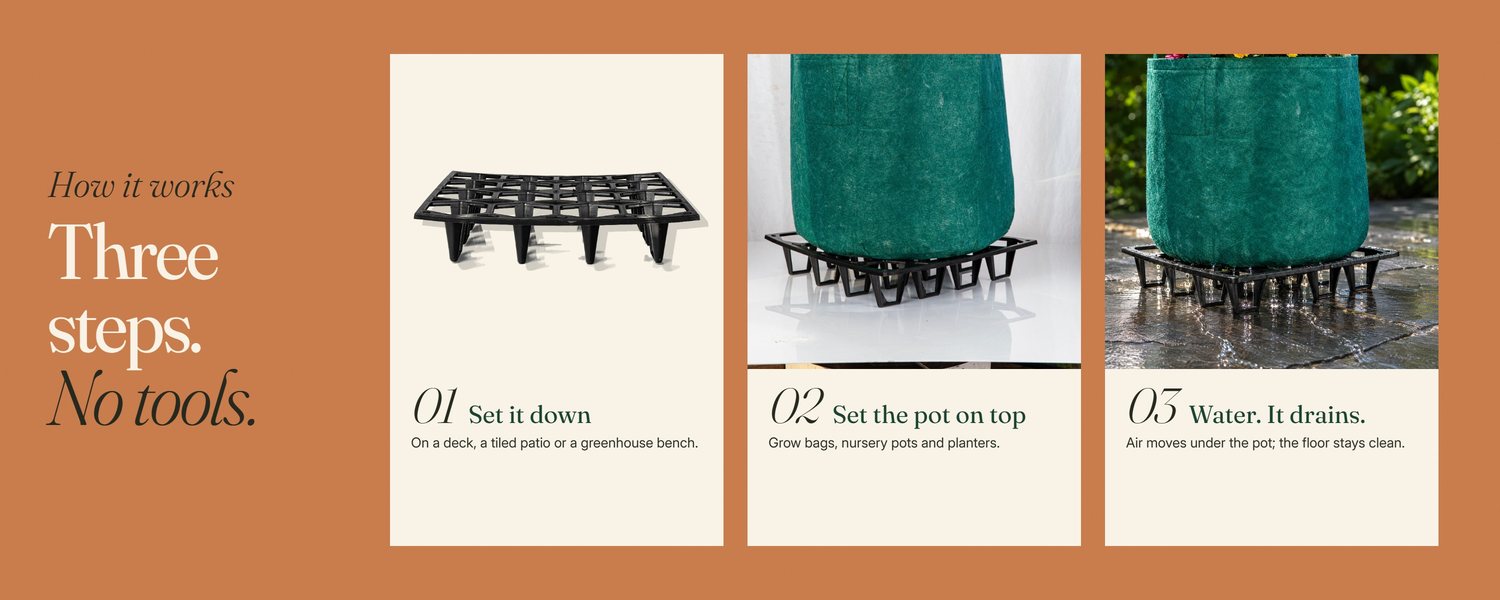 How it works
Three
steps.
No tools.
01 Set it down
On a deck, a tiled patio or a greenhouse bench.
02 Set the pot on top
Grow bags, nursery pots and planters.
03 Water. It drains.
Air moves under the pot; the floor stays clean.